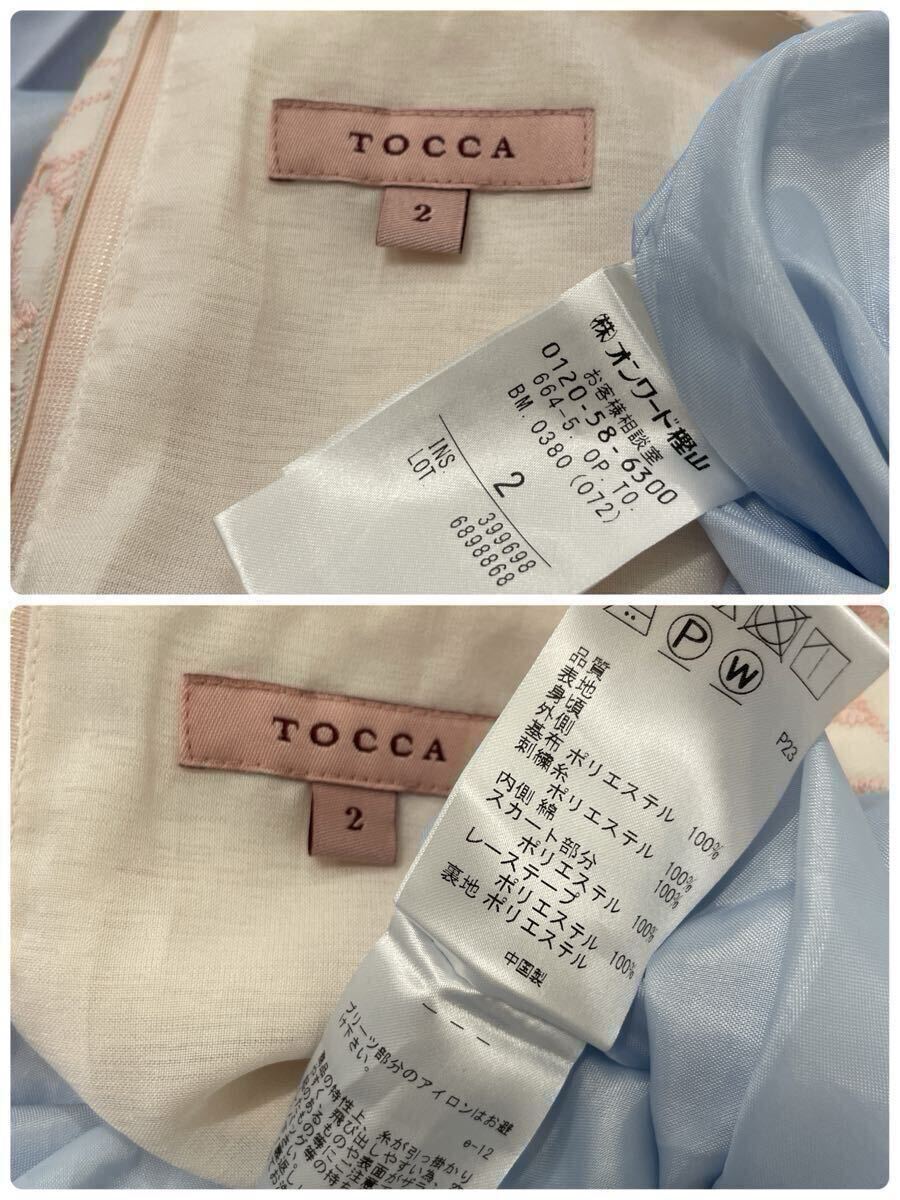 TOCCA
2
(株)オンワード樫山
お客様相談室
0120-58-6300
664-5. OP. TO.
BM. 0380 (072)
2
INS. 399698
LOT 6898868
TOCCA
2
P W
P23
品質
表地
身頃
外側
基布 ポリエステル 100%
刺繍糸
ポリエステル 100%
内側 綿 100%
スカート部分
ポリエステル 100%
レーステープ
ポリエステル 100%
裏地 ポリエステル
中国製
プリーツ部分のアイロンはお避
け下さい。
e-12